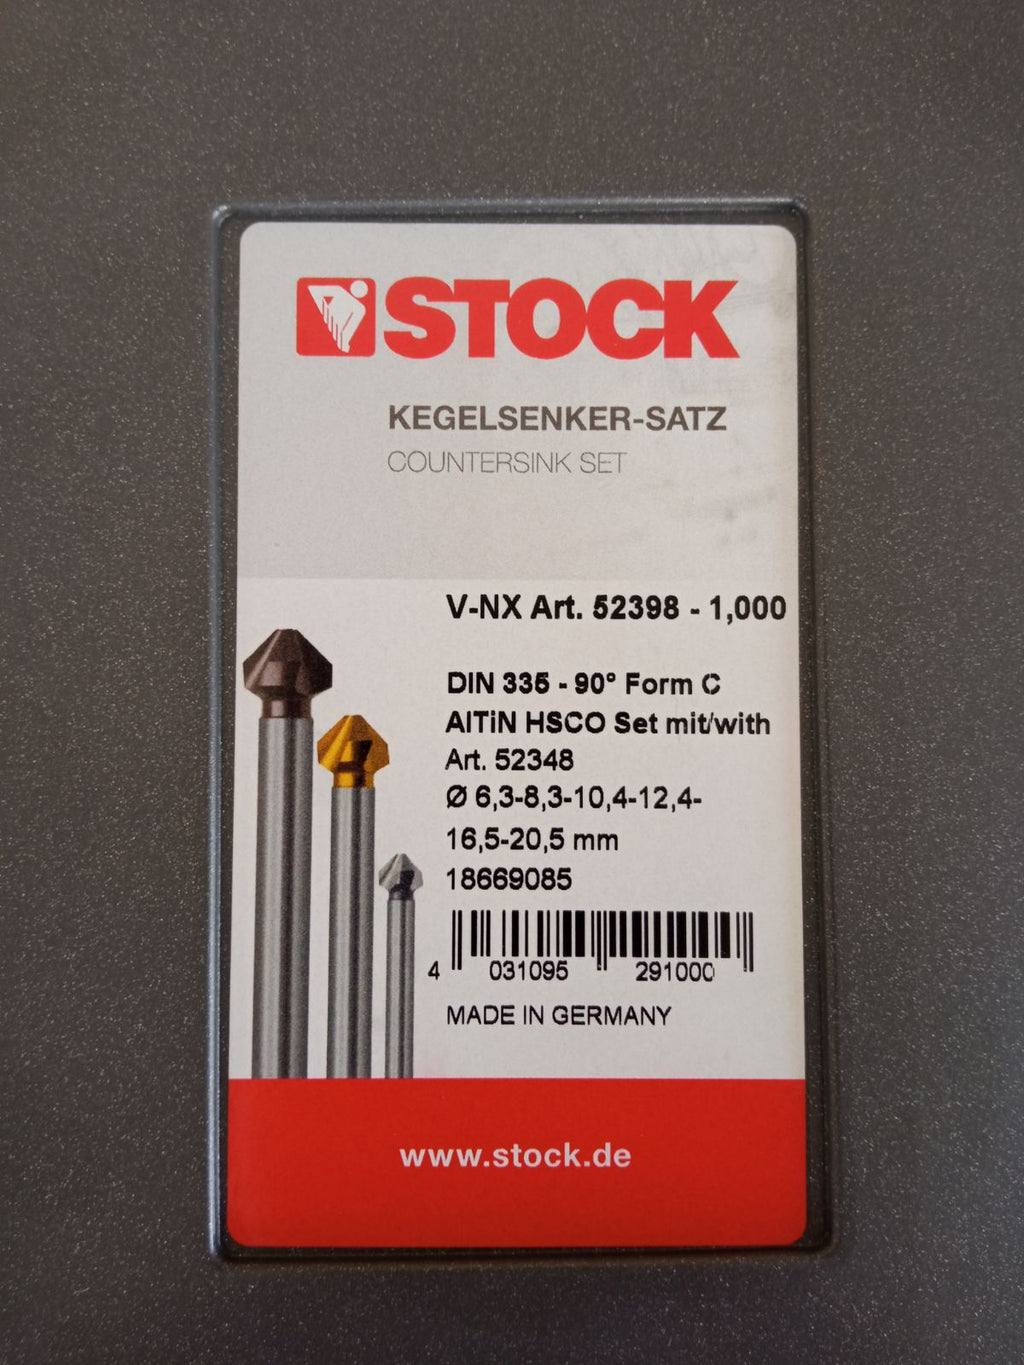 STOCK
KEGELSENKER-SATZ
COUNTERSINK SET
V-NX Art. 52398 - 1,000
DIN 335 - 90° Form C
AlTiN HSCO Set mit/with
Art. 52348
Ø 6,3-8,3-10,4-12,4-
16,5-20,5 mm
18669085
4 031095 291000
MADE IN GERMANY
www.stock.de